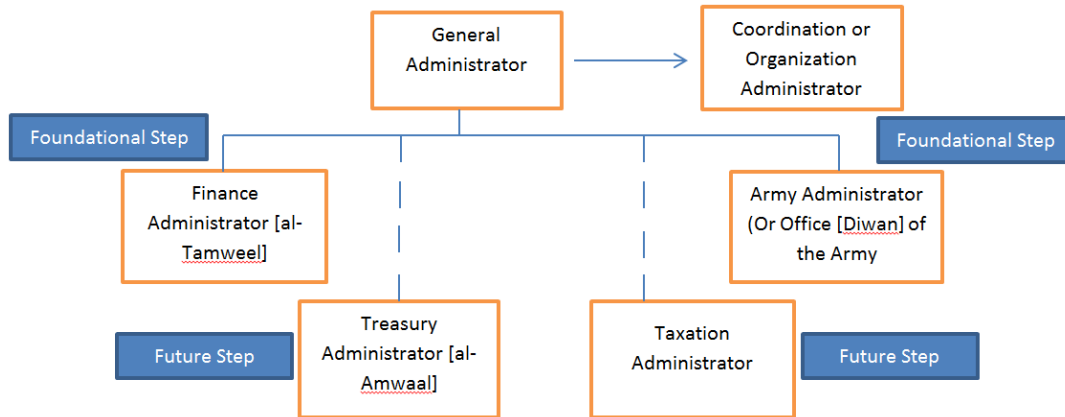 General
Administrator
Coordination or
Organization
Administrator
Foundational Step
Foundational Step
Finance
Administrator [al-
Tamweel]
Army Administrator
(Or Office [Diwan] of
the Army
Treasury
Administrator [al-
Amwaal]
Taxation
Administrator
Future Step
Future Step